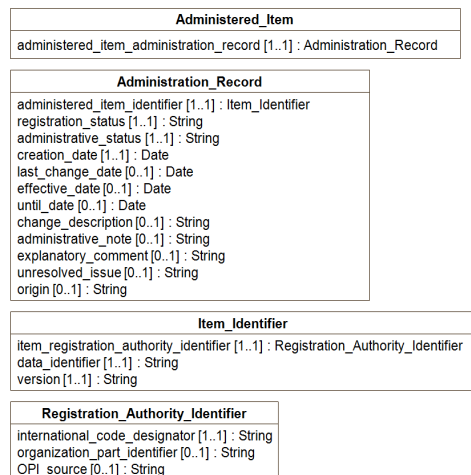 Administered_Item
administered_item_administration_record [1..1] : Administration_Record
Administration_Record
administered_item_identifier [1..1] : Item_Identifier
registration_status [1..1] : String
administrative_status [1..1] : String
creation_date [1..1] : Date
last_change_date [0..1] : Date
effective_date [0..1] : Date
until_date [0..1] : Date
change_description [0..1] : String
administrative_note [0..1] : String
explanatory_comment [0..1] : String
unresolved_issue [0..1] : String
origin [0..1] : String
Item_Identifier
item_registration_authority_identifier [1..1] : Registration_Authority_Identifier
data_identifier [1..1] : String
version [1..1] : String
Registration_Authority_Identifier
international_code_designator [1..1] : String
organization_part_identifier [0..1] : String
OPI_source [0..1] : String